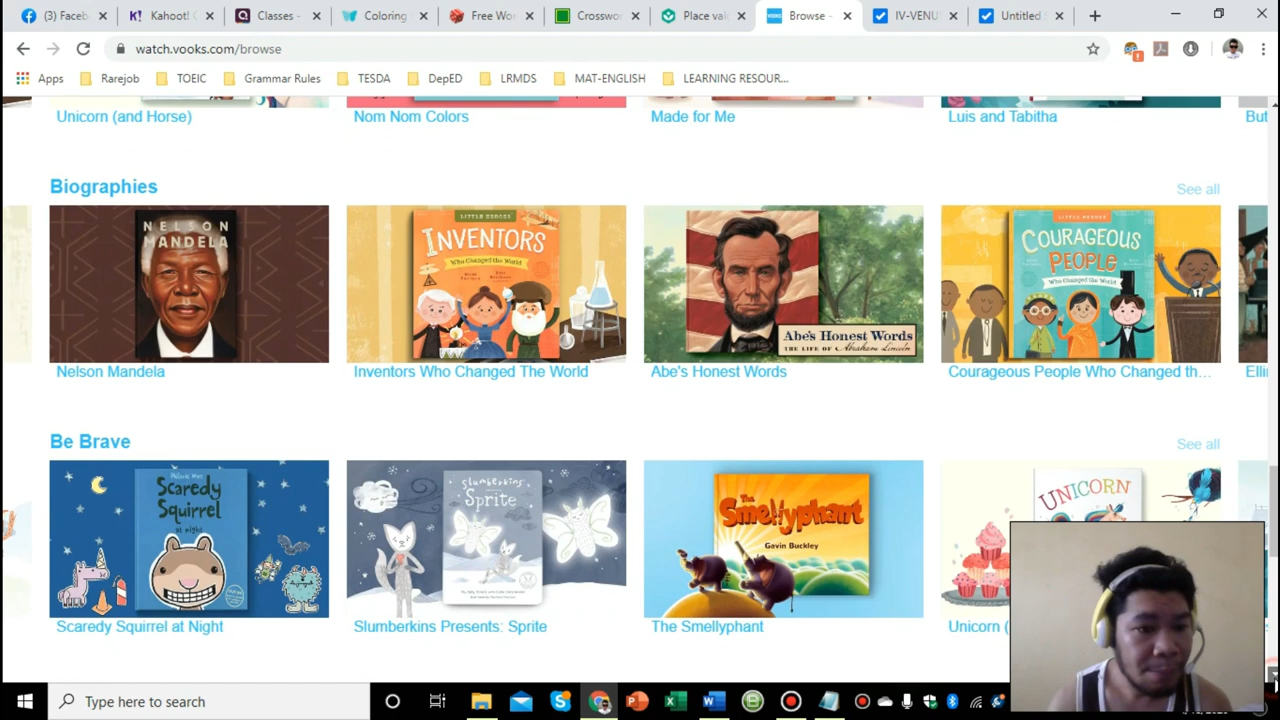 (3) Faceb
Kahoot! C
Classes -
Coloring
Free Wor
Crosswor
Place val
Browse -
IV-VENU
Untitled
watch.vooks.com/browse
Apps
Rarejob
TOEIC
Grammar Rules
TESDA
DepED
LRMDS
MAT-ENGLISH
LEARNING RESOUR...
Unicorn (and Horse)
Nom Nom Colors
Made for Me
Luis and Tabitha
But
Biographies
See all
NELSON
MANDELA
LITTLE HEROES
INVENTORS
Who Changed the World
Abe's Honest Words
THE LIFE OF Abraham Lincoln
LITTLE HEROES
COURAGEOUS
PEOPLE
Who Changed the World
Nelson Mandela
Inventors Who Changed The World
Abe's Honest Words
Courageous People Who Changed th...
Ellin
Be Brave
See all
Scaredy
Squirrel
at night
Slumberkins
Sprite
The
Smellyphant
Gavin Buckley
UNICORN
Scaredy Squirrel at Night
Slumberkins Presents: Sprite
The Smellyphant
Unicorn (
Type here to search